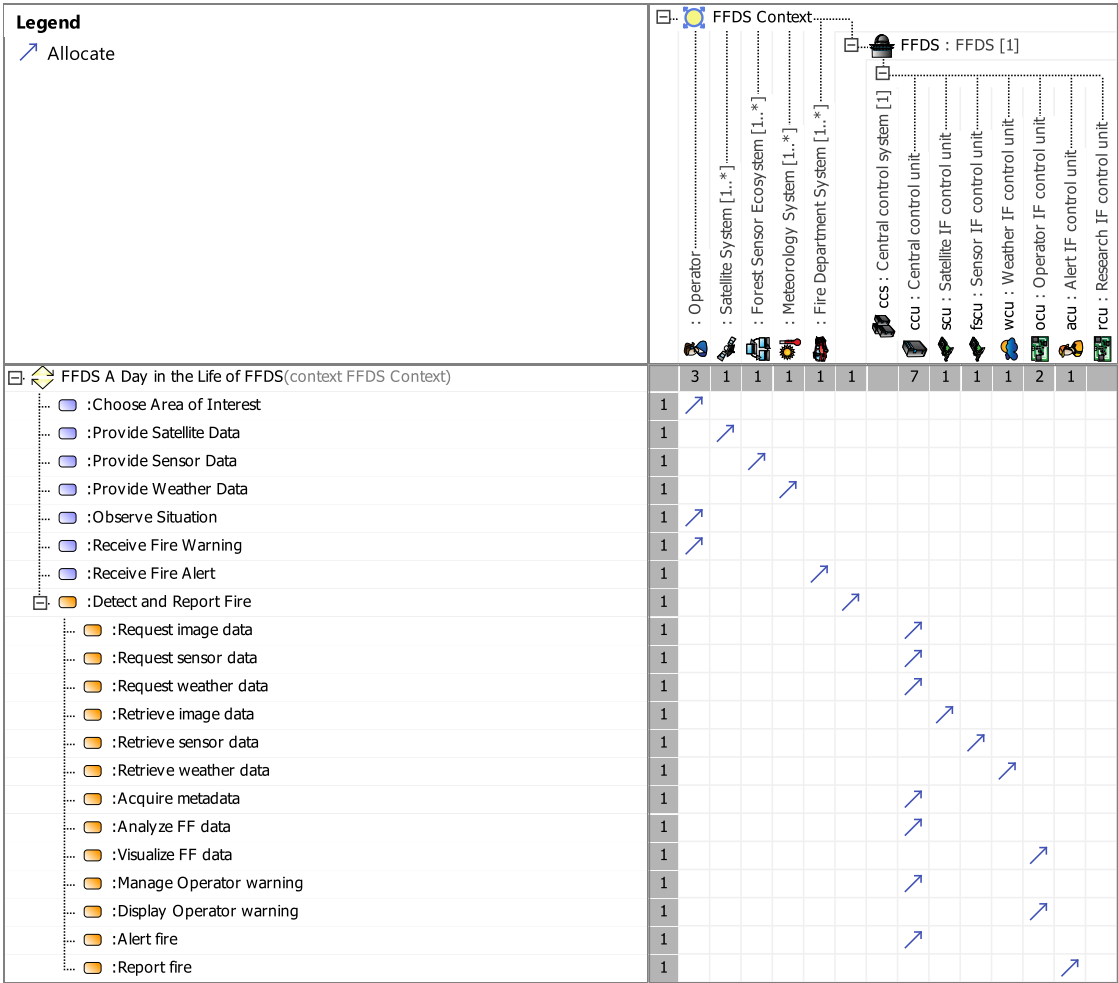 Legend
Allocate
FFDS Context
FFDS : FFDS [1]
: Operator
: Satellite System [1..*]
: Forest Sensor Ecosystem [1..*]
: Meteorology System [1..*]
: Fire Department System [1..*]
ccs : Central control system [1]
ccu : Central control unit
scu : Satellite IF control unit
fscu : Sensor IF control unit
wcu : Weather IF control unit
ocu : Operator IF control unit
acu : Alert IF control unit
rcu : Research IF control unit
FFDS A Day in the Life of FFDS(context FFDS Context) 3 1 1 1 1 1 7 1 1 1 2 1
:Choose Area of Interest 1
:Provide Satellite Data 1
:Provide Sensor Data 1
:Provide Weather Data 1
:Observe Situation 1
:Receive Fire Warning 1
:Receive Fire Alert 1
:Detect and Report Fire 1
:Request image data 1
:Request sensor data 1
:Request weather data 1
:Retrieve image data 1
:Retrieve sensor data 1
:Retrieve weather data 1
:Acquire metadata 1
:Analyze FF data 1
:Visualize FF data 1
:Manage Operator warning 1
:Display Operator warning 1
:Alert fire 1
:Report fire 1